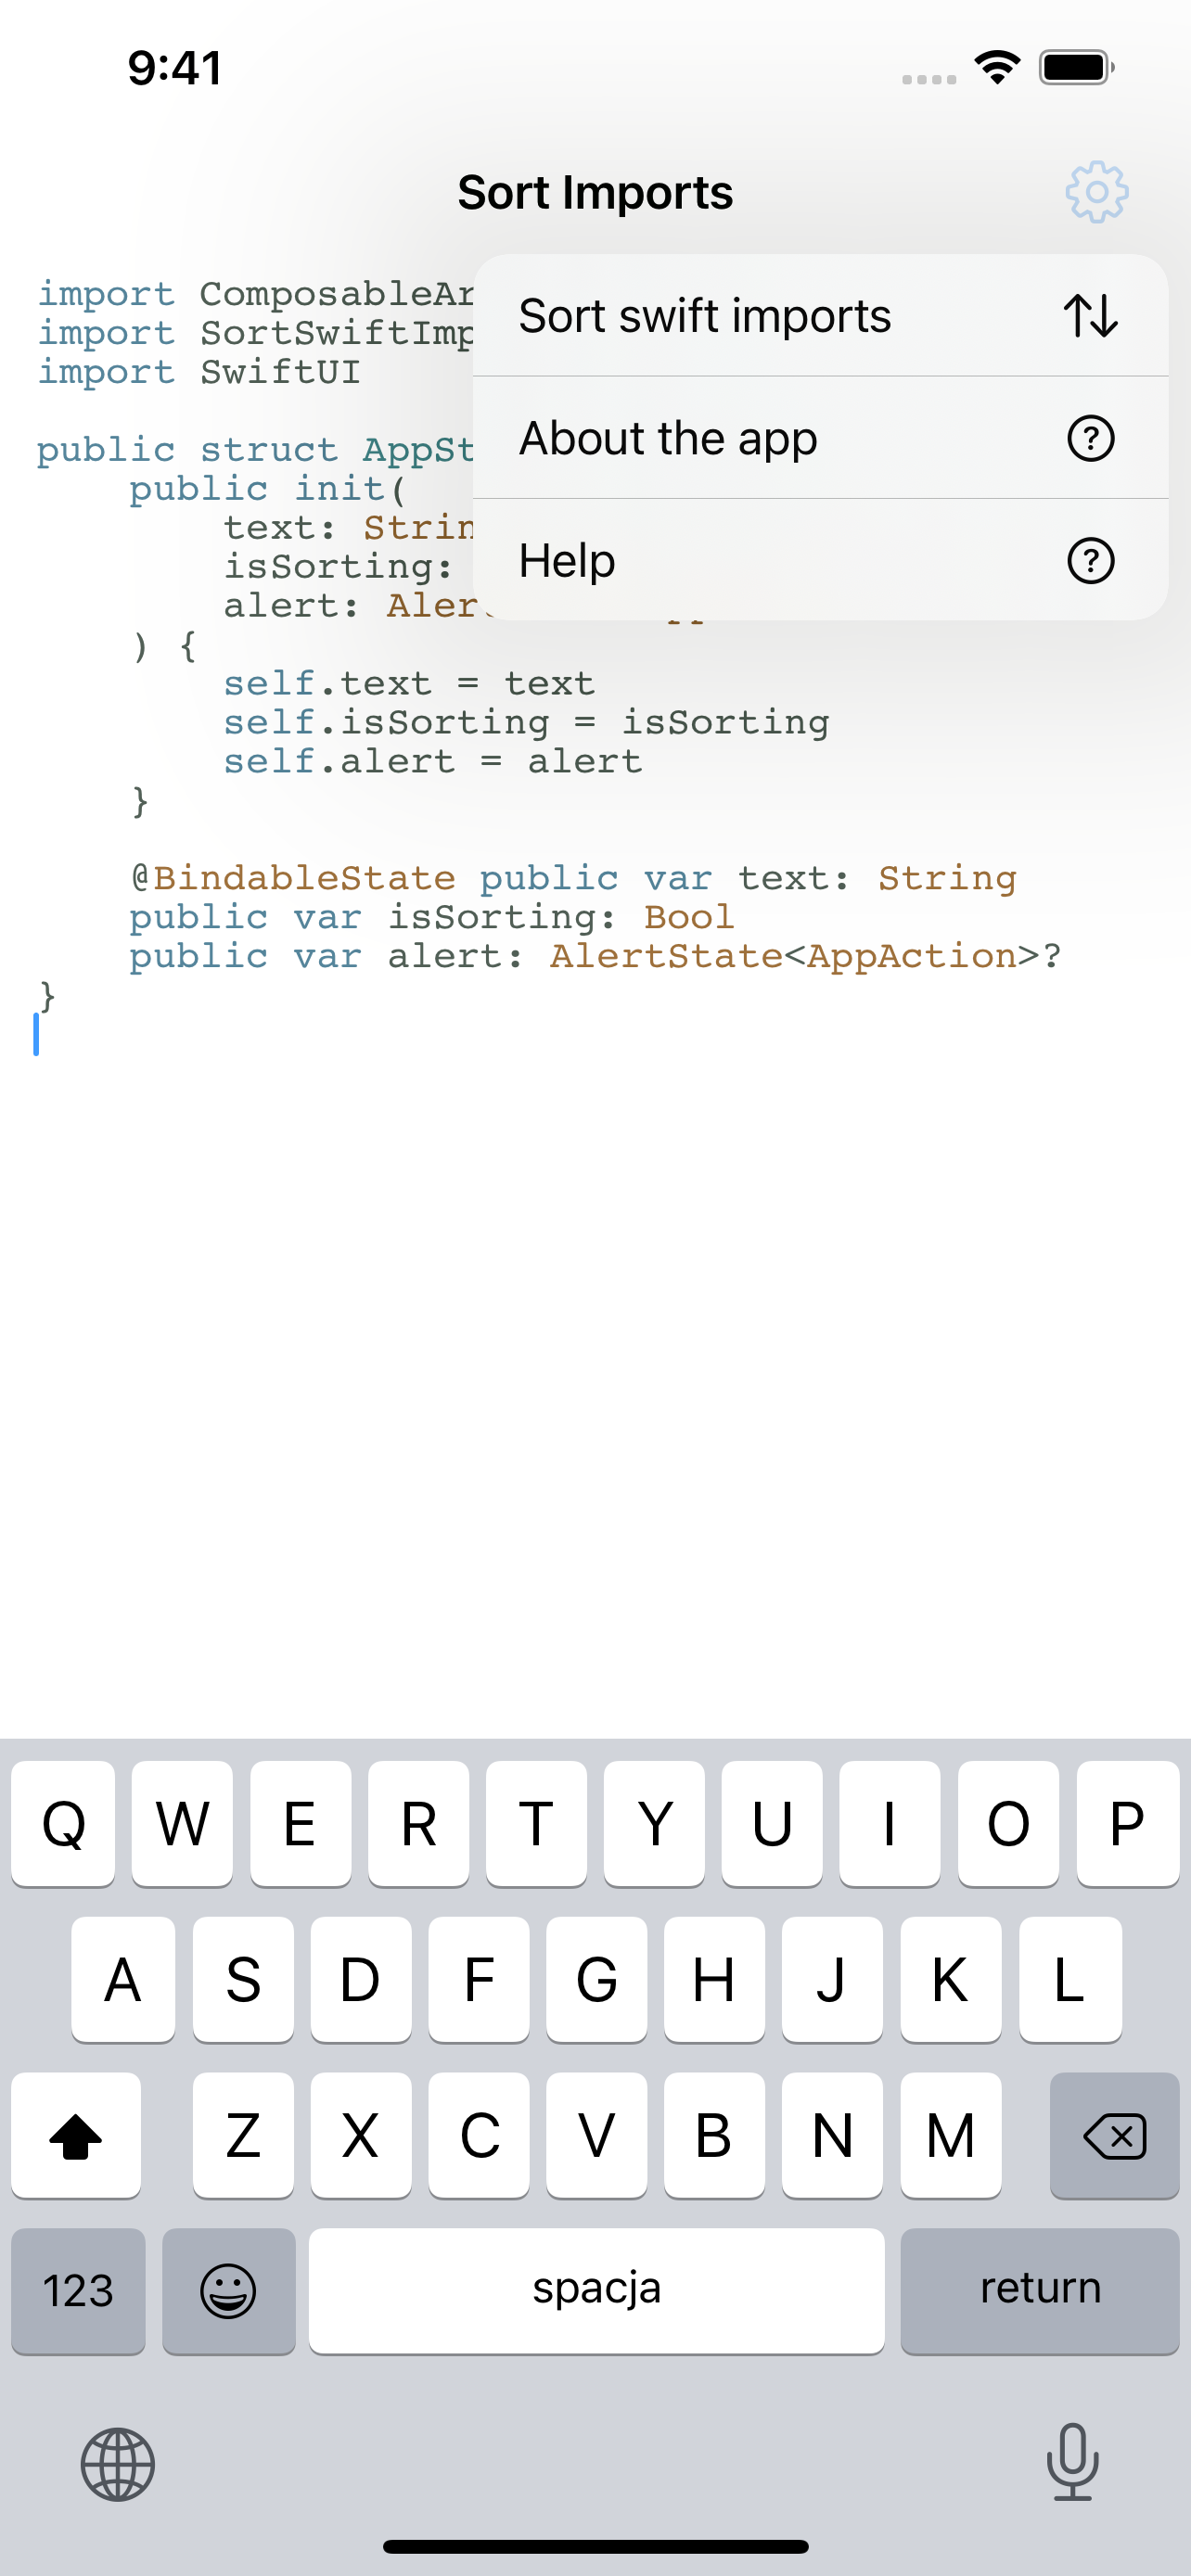 9:41
Sort Imports
import ComposableAr
import SortSwiftImp
import SwiftUI
Sort swift imports
About the app
Help
public struct AppSt
public init(
text: Strin
isSorting:
alert: Aler
) {
self.text = text
self.isSorting = isSorting
self.alert = alert
}
@BindableState public var text: String
public var isSorting: Bool
public var alert: AlertState<AppAction>?
}
Q W E R T Y U I O P
A S D F G H J K L
Z X C V B N M
123 spacja return